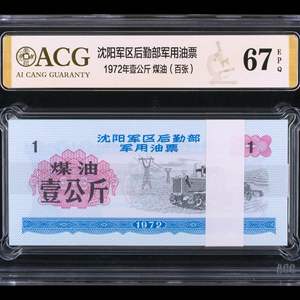 ACG
AI CANG GUARANTY
沈阳军区后勤部军用油票
1972年壹公斤 煤油（百张）
67
EPQ
沈阳军区后勤部
军用油票
1
1
煤油
壹公斤
1972
ACG